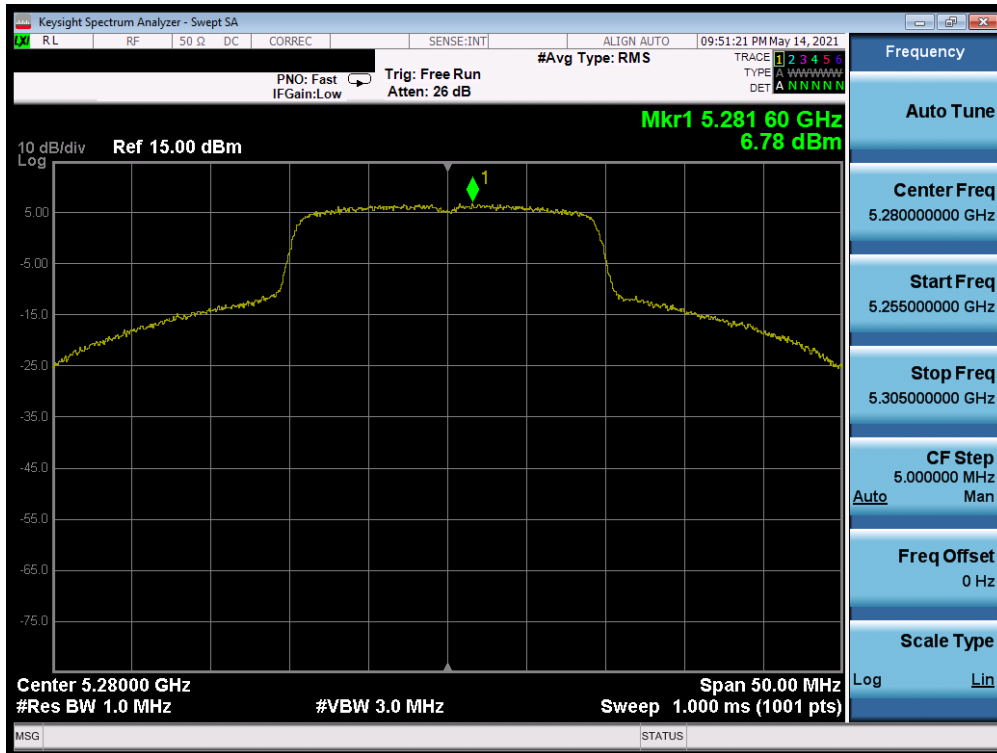 Keysight Spectrum Analyzer - Swept SA
LXI RL RF 50 Ω DC CORREC SENSE:INT ALIGN AUTO 09:51:21 PM May 14, 2021
PNO: Fast
IFGain:Low
Trig: Free Run
Atten: 26 dB
#Avg Type: RMS
TRACE 1 2 3 4 5 6
TYPE A WWWWW
DET A N N N N N
Mkr1 5.281 60 GHz
6.78 dBm
10 dB/div
Log
Ref 15.00 dBm
1
5.00
-5.00
-15.0
-25.0
-35.0
-45.0
-55.0
-65.0
-75.0
Center 5.28000 GHz
#Res BW 1.0 MHz
#VBW 3.0 MHz
Span 50.00 MHz
Sweep 1.000 ms (1001 pts)
MSG
STATUS
Frequency
Auto Tune
Center Freq
5.280000000 GHz
Start Freq
5.255000000 GHz
Stop Freq
5.305000000 GHz
CF Step
5.000000 MHz
Auto Man
Freq Offset
0 Hz
Scale Type
Log Lin